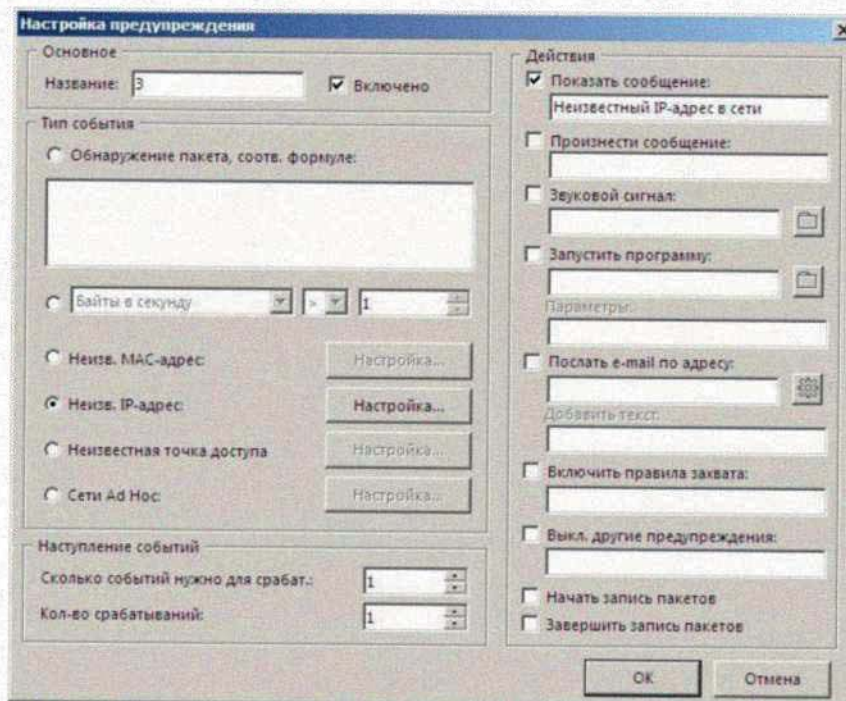 Настройка предупреждения
Основное
Название: 3
Включено
Тип события
Обнаружение пакета, соотв. формуле:
Байты в секунду > 1
Неизв. MAC-адрес: Настройка...
Неизв. IP-адрес: Настройка...
Неизвестная точка доступа Настройка...
Сети Ad Hoc: Настройка...
Наступление событий
Сколько событий нужно для срабат.: 1
Кол-во срабатываний: 1
Действия
Показать сообщение:
Неизвестный IP-адрес в сети
Произнести сообщение:
Звуковой сигнал:
Запустить программу:
Параметры:
Послать e-mail по адресу:
Добавить текст:
Включить правила захвата:
Выкл. другие предупреждения:
Начать запись пакетов
Завершить запись пакетов
OK
Отмена